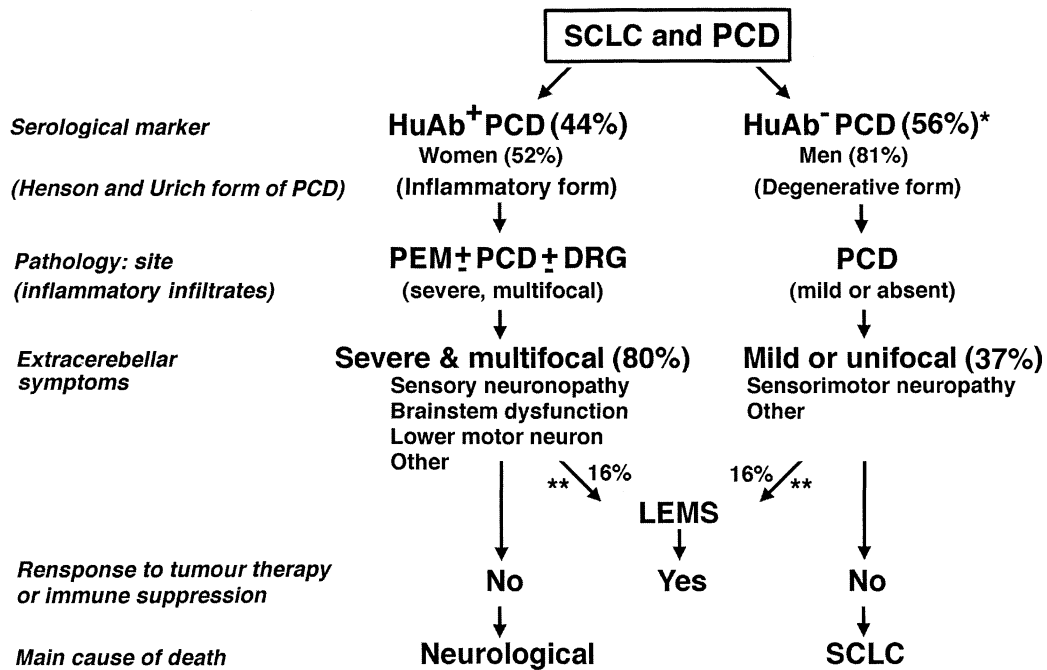 SCLC and PCD
Serological marker
HuAb+ PCD (44%)
HuAb- PCD (56%)*
Women (52%)
Men (81%)
(Henson and Urich form of PCD)
(Inflammatory form)
(Degenerative form)
Pathology: site
PEM ± PCD ± DRG
PCD
(inflammatory infiltrates)
(severe, multifocal)
(mild or absent)
Extracerebellar
symptoms
Severe & multifocal (80%)
Sensory neuronopathy
Brainstem dysfunction
Lower motor neuron
Other
Mild or unifocal (37%)
Sensorimotor neuropathy
Other
** 16%
16% **
LEMS
Rensponse to tumour therapy
or immune suppression
No
Yes
No
Main cause of death
Neurological
SCLC